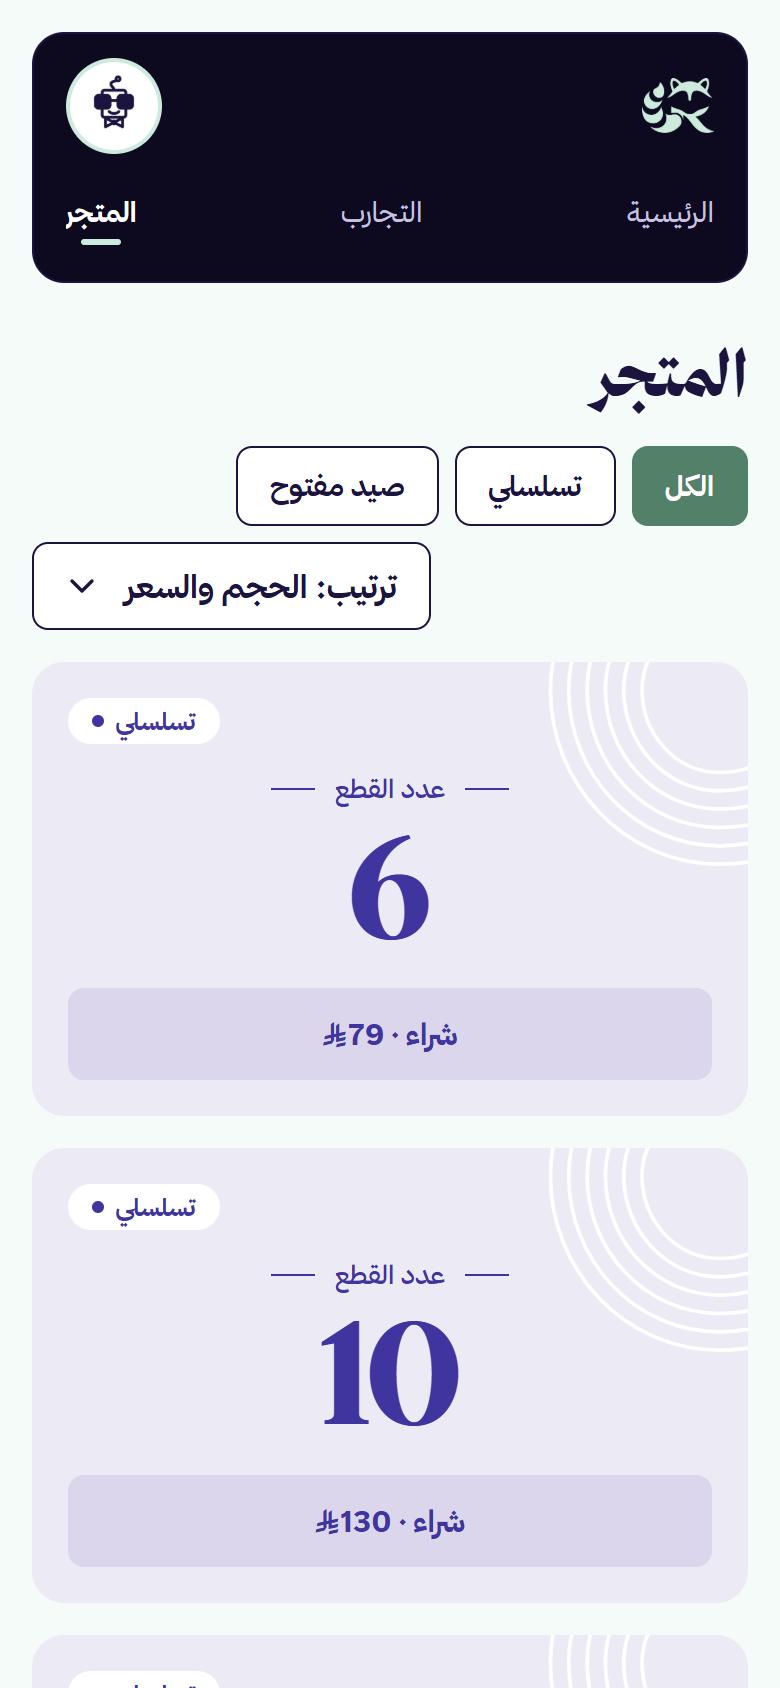 الرئيسية
التجارب
المتجر
المتجر
الكل
تسلسلي
صيد مفتوح
ترتيب: الحجم والسعر
تسلسلي
عدد القطع
6
شراء · 79⃁
تسلسلي
عدد القطع
10
شراء · 130⃁